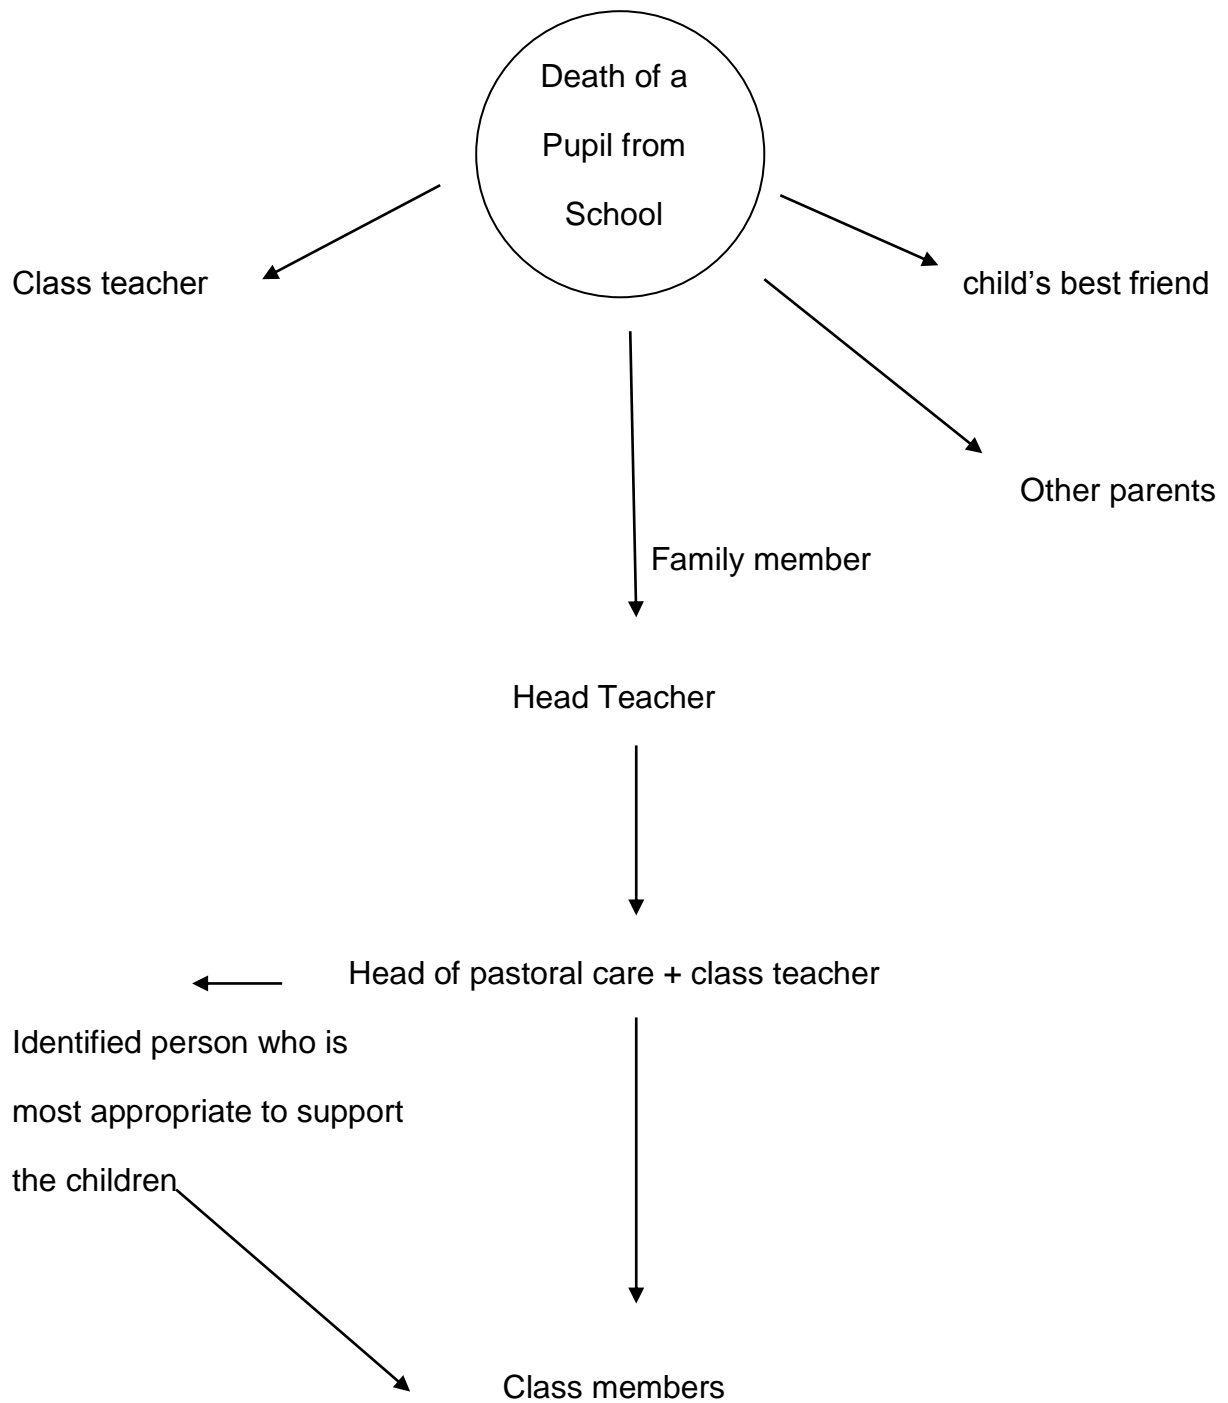 Death of a
Pupil from
School
Class teacher
child’s best friend
Other parents
Family member
Head Teacher
Head of pastoral care + class teacher
Identified person who is
most appropriate to support
the children
Class members